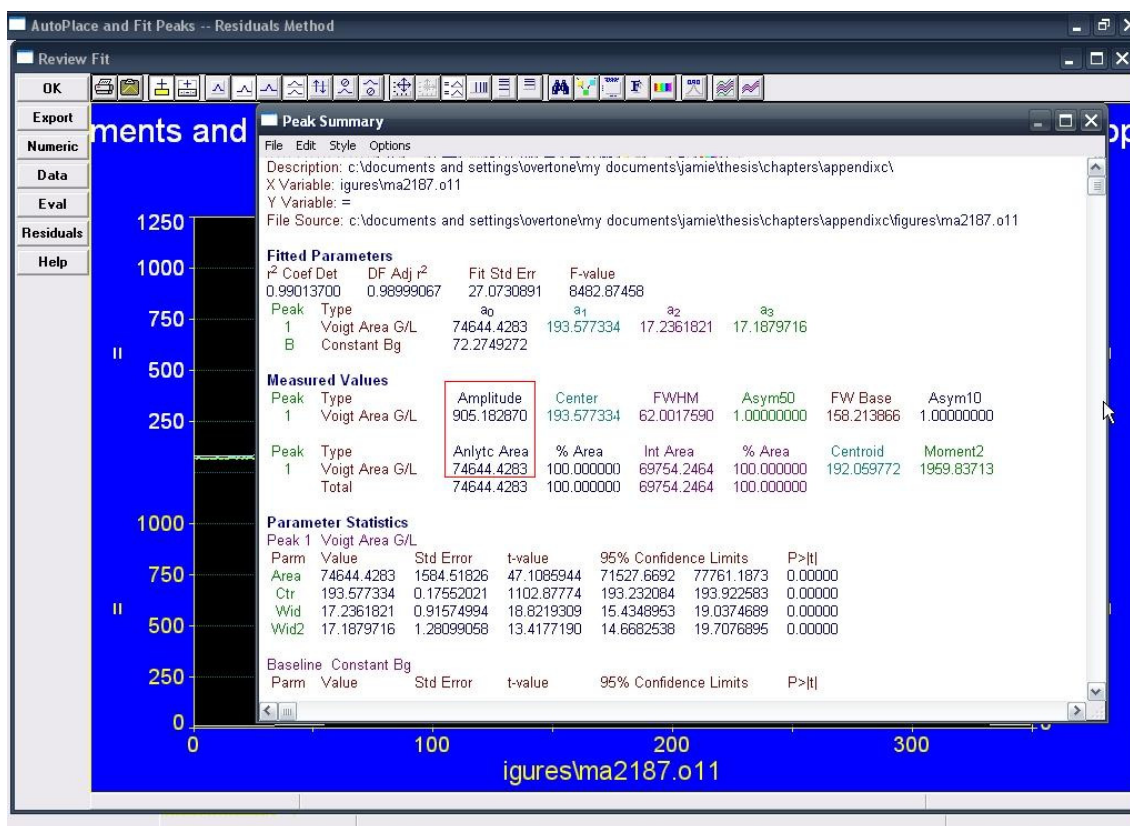 AutoPlace and Fit Peaks -- Residuals Method
Review Fit
OK
Export
Numeric
Data
Eval
Residuals
Help
ments and
Peak Summary
File Edit Style Options
Description: c:\documents and settings\overtone\my documents\jamie\thesis\chapters\appendixc\
X Variable: igures\ma2187.o11
Y Variable: =
File Source: c:\documents and settings\overtone\my documents\jamie\thesis\chapters\appendixc\figures\ma2187.o11
Fitted Parameters
r² Coef Det DF Adj r² Fit Std Err F-value
0.99013700 0.98999067 27.0730891 8482.87458
Peak Type a0 a1 a2 a3
1 Voigt Area G/L 74644.4283 193.577334 17.2361821 17.1879716
B Constant Bg 72.2749272
Measured Values
Peak Type Amplitude Center FWHM Asym50 FW Base Asym10
1 Voigt Area G/L 905.182870 193.577334 62.0017590 1.00000000 158.213866 1.00000000
Peak Type Anlytc Area % Area Int Area % Area Centroid Moment2
1 Voigt Area G/L 74644.4283 100.000000 69754.2464 100.000000 192.059772 1959.83713
Total 74644.4283 100.000000 69754.2464 100.000000
Parameter Statistics
Peak 1 Voigt Area G/L
Parm Value Std Error t-value 95% Confidence Limits P>|t|
Area 74644.4283 1584.51826 47.1085944 71527.6692 77761.1873 0.00000
Ctr 193.577334 0.17552021 1102.87774 193.232084 193.922583 0.00000
Wid 17.2361821 0.91574994 18.8219309 15.4348953 19.0374689 0.00000
Wid2 17.1879716 1.28099058 13.4177190 14.6682538 19.7076895 0.00000
Baseline Constant Bg
Parm Value Std Error t-value 95% Confidence Limits P>|t|
1250
1000
750
=
500
250
1000
750
=
500
250
0
0 100 200 300
igures\ma2187.o11